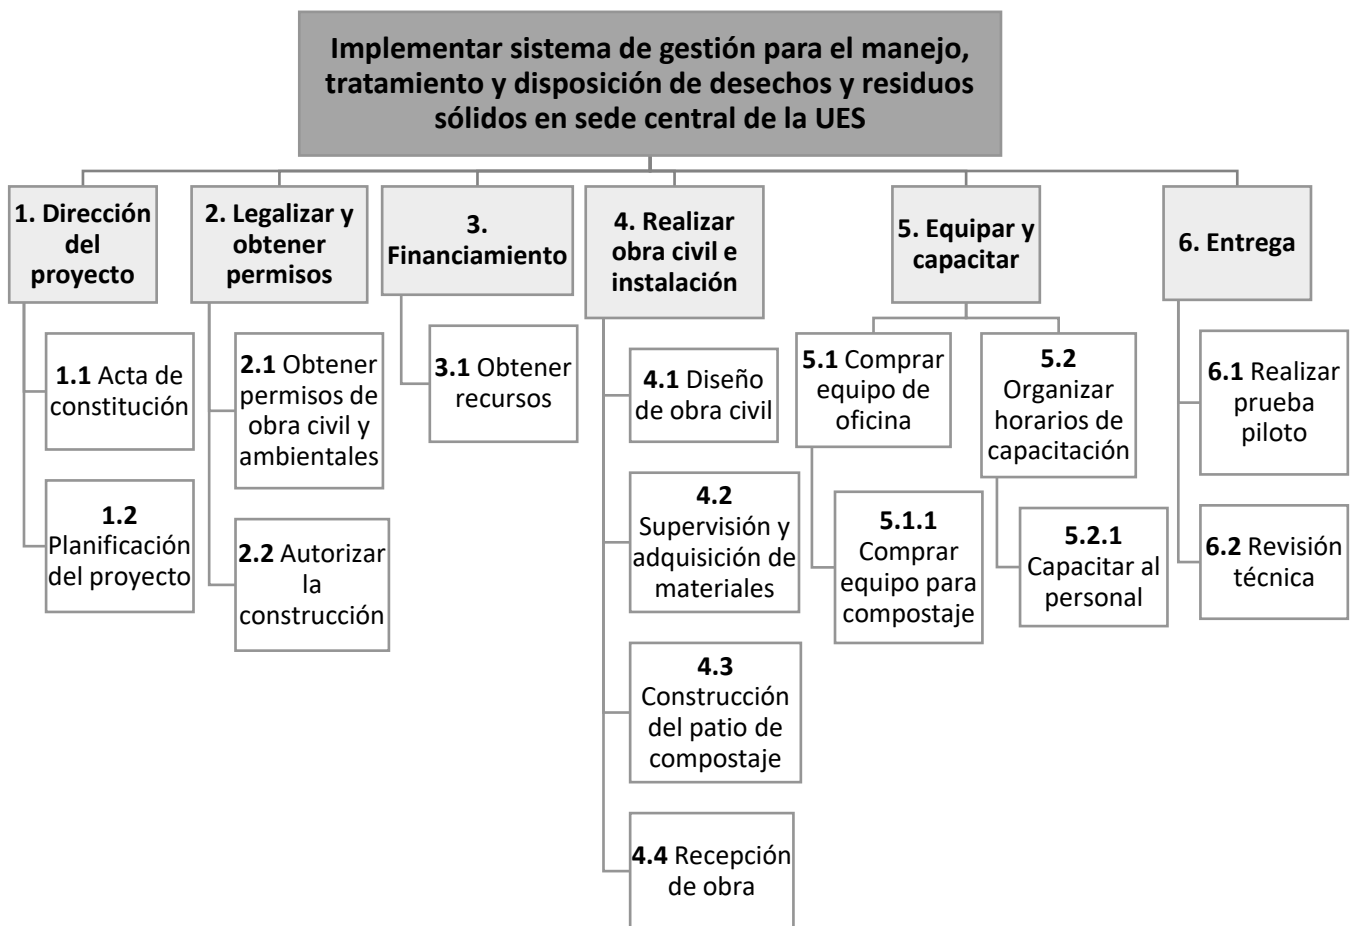 Implementar sistema de gestión para el manejo,
tratamiento y disposición de desechos y residuos
sólidos en sede central de la UES
1. Dirección
del
proyecto
2. Legalizar y
obtener
permisos
3.
Financiamiento
4. Realizar
obra civil e
instalación
5. Equipar y
capacitar
6. Entrega
1.1 Acta de
constitución
1.2
Planificación
del proyecto
2.1 Obtener
permisos de
obra civil y
ambientales
2.2 Autorizar
la
construcción
3.1 Obtener
recursos
4.1 Diseño
de obra civil
4.2
Supervisión y
adquisición de
materiales
4.3
Construcción
del patio de
compostaje
4.4 Recepción
de obra
5.1 Comprar
equipo de
oficina
5.1.1
Comprar
equipo para
compostaje
5.2
Organizar
horarios de
capacitación
5.2.1
Capacitar al
personal
6.1 Realizar
prueba
piloto
6.2 Revisión
técnica